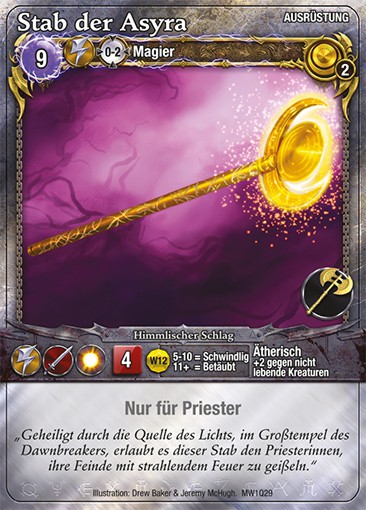 Stab der Asyra
AUSRÜSTUNG
9
0-2
Magier
2
Himmlischer Schlag
4
W12
5-10 = Schwindlig
11+ = Betäubt
Ätherisch
+2 gegen nicht
lebende Kreaturen
Nur für Priester
„Geheiligt durch die Quelle des Lichts, im Großtempel des
Dawnbreakers, erlaubt es dieser Stab den Priesterinnen,
ihre Feinde mit strahlendem Feuer zu geißeln.“
Illustration: Drew Baker & Jeremy McHugh. MW1029